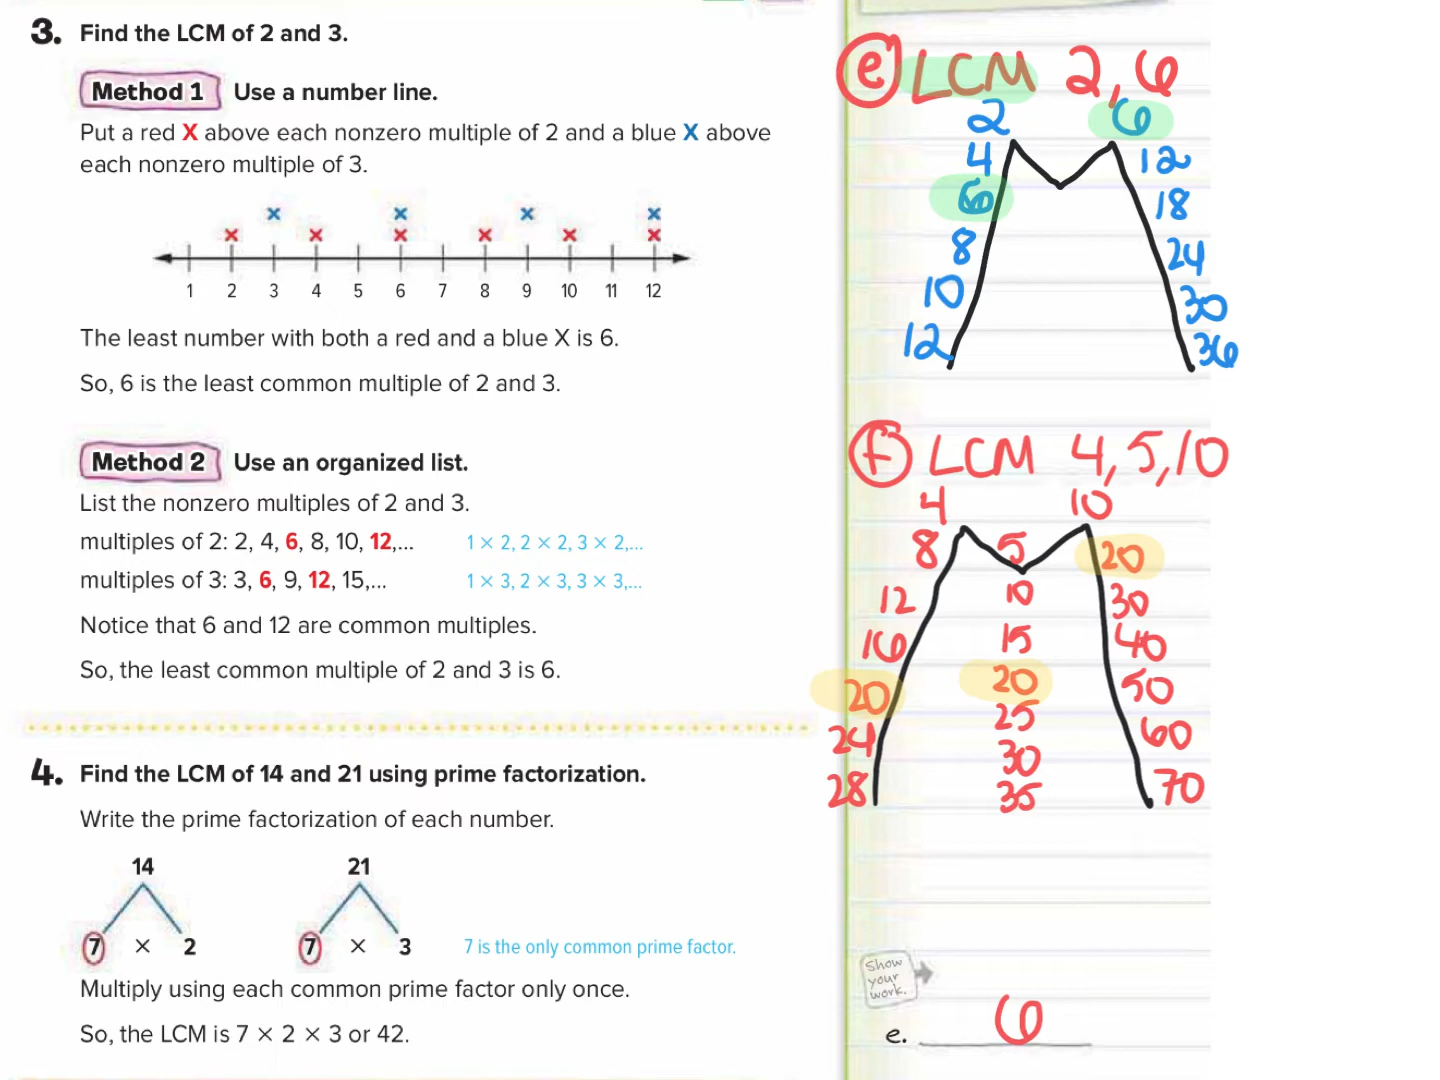 3. Find the LCM of 2 and 3.
Method 1 Use a number line.
Put a red X above each nonzero multiple of 2 and a blue X above
each nonzero multiple of 3.
x x x x
x x x x x x
1 2 3 4 5 6 7 8 9 10 11 12
The least number with both a red and a blue X is 6.
So, 6 is the least common multiple of 2 and 3.
Method 2 Use an organized list.
List the nonzero multiples of 2 and 3.
multiples of 2: 2, 4, 6, 8, 10, 12,... 1 × 2, 2 × 2, 3 × 2,...
multiples of 3: 3, 6, 9, 12, 15,... 1 × 3, 2 × 3, 3 × 3,...
Notice that 6 and 12 are common multiples.
So, the least common multiple of 2 and 3 is 6.
4. Find the LCM of 14 and 21 using prime factorization.
Write the prime factorization of each number.
14 21
7 × 2 7 × 3 7 is the only common prime factor.
Multiply using each common prime factor only once.
So, the LCM is 7 × 2 × 3 or 42.
e LCM 2, 6
2 6
4 12
6 18
8 24
10 30
12 36
f LCM 4, 5, 10
4 10
8 5 20
12 10 30
16 15 40
20 20 50
24 25 60
28 30 70
35
Show
your
work.
e. 6